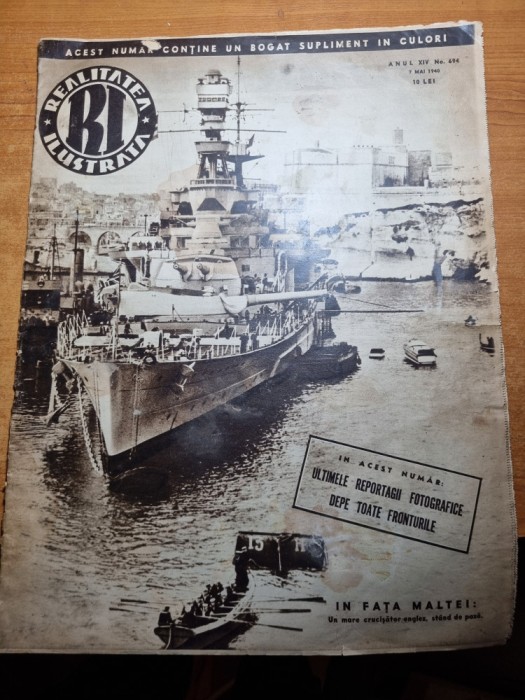 ACEST NUMĂR CONȚINE UN BOGAT SUPLIMENT IN CULORI
ANUL XIV No. 694
7 MAI 1940
10 LEI
REALITATEA
RI
ILUSTRATĂ
IN ACEST NUMĂR:
ULTIMELE REPORTAGII FOTOGRAFICE
DEPE TOATE FRONTURILE
13 H
IN FAȚA MALTEI:
Un mare crucișător englez, stând de pază.